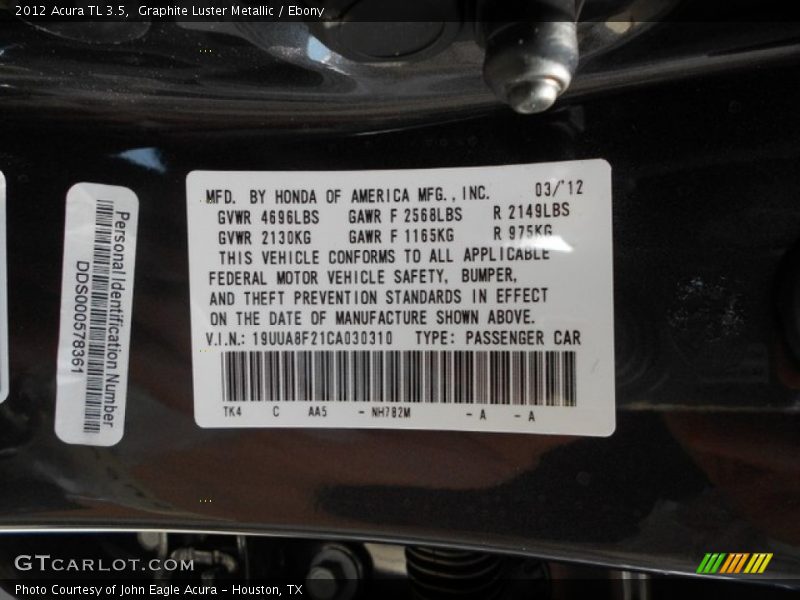 2012 Acura TL 3.5, Graphite Luster Metallic / Ebony
MFD. BY HONDA OF AMERICA MFG., INC. 03/'12
GVWR 4696LBS GAWR F 2568LBS R 2149LBS
GVWR 2130KG GAWR F 1165KG R 975KG
THIS VEHICLE CONFORMS TO ALL APPLICABLE
FEDERAL MOTOR VEHICLE SAFETY, BUMPER,
AND THEFT PREVENTION STANDARDS IN EFFECT
ON THE DATE OF MANUFACTURE SHOWN ABOVE.
V.I.N.: 19UUA8F21CA030310 TYPE: PASSENGER CAR
TK4 C AA5 - NH782M - A - A
Personal Identification Number
DDS000578361
GTCARLOT.COM
Photo Courtesy of John Eagle Acura - Houston, TX